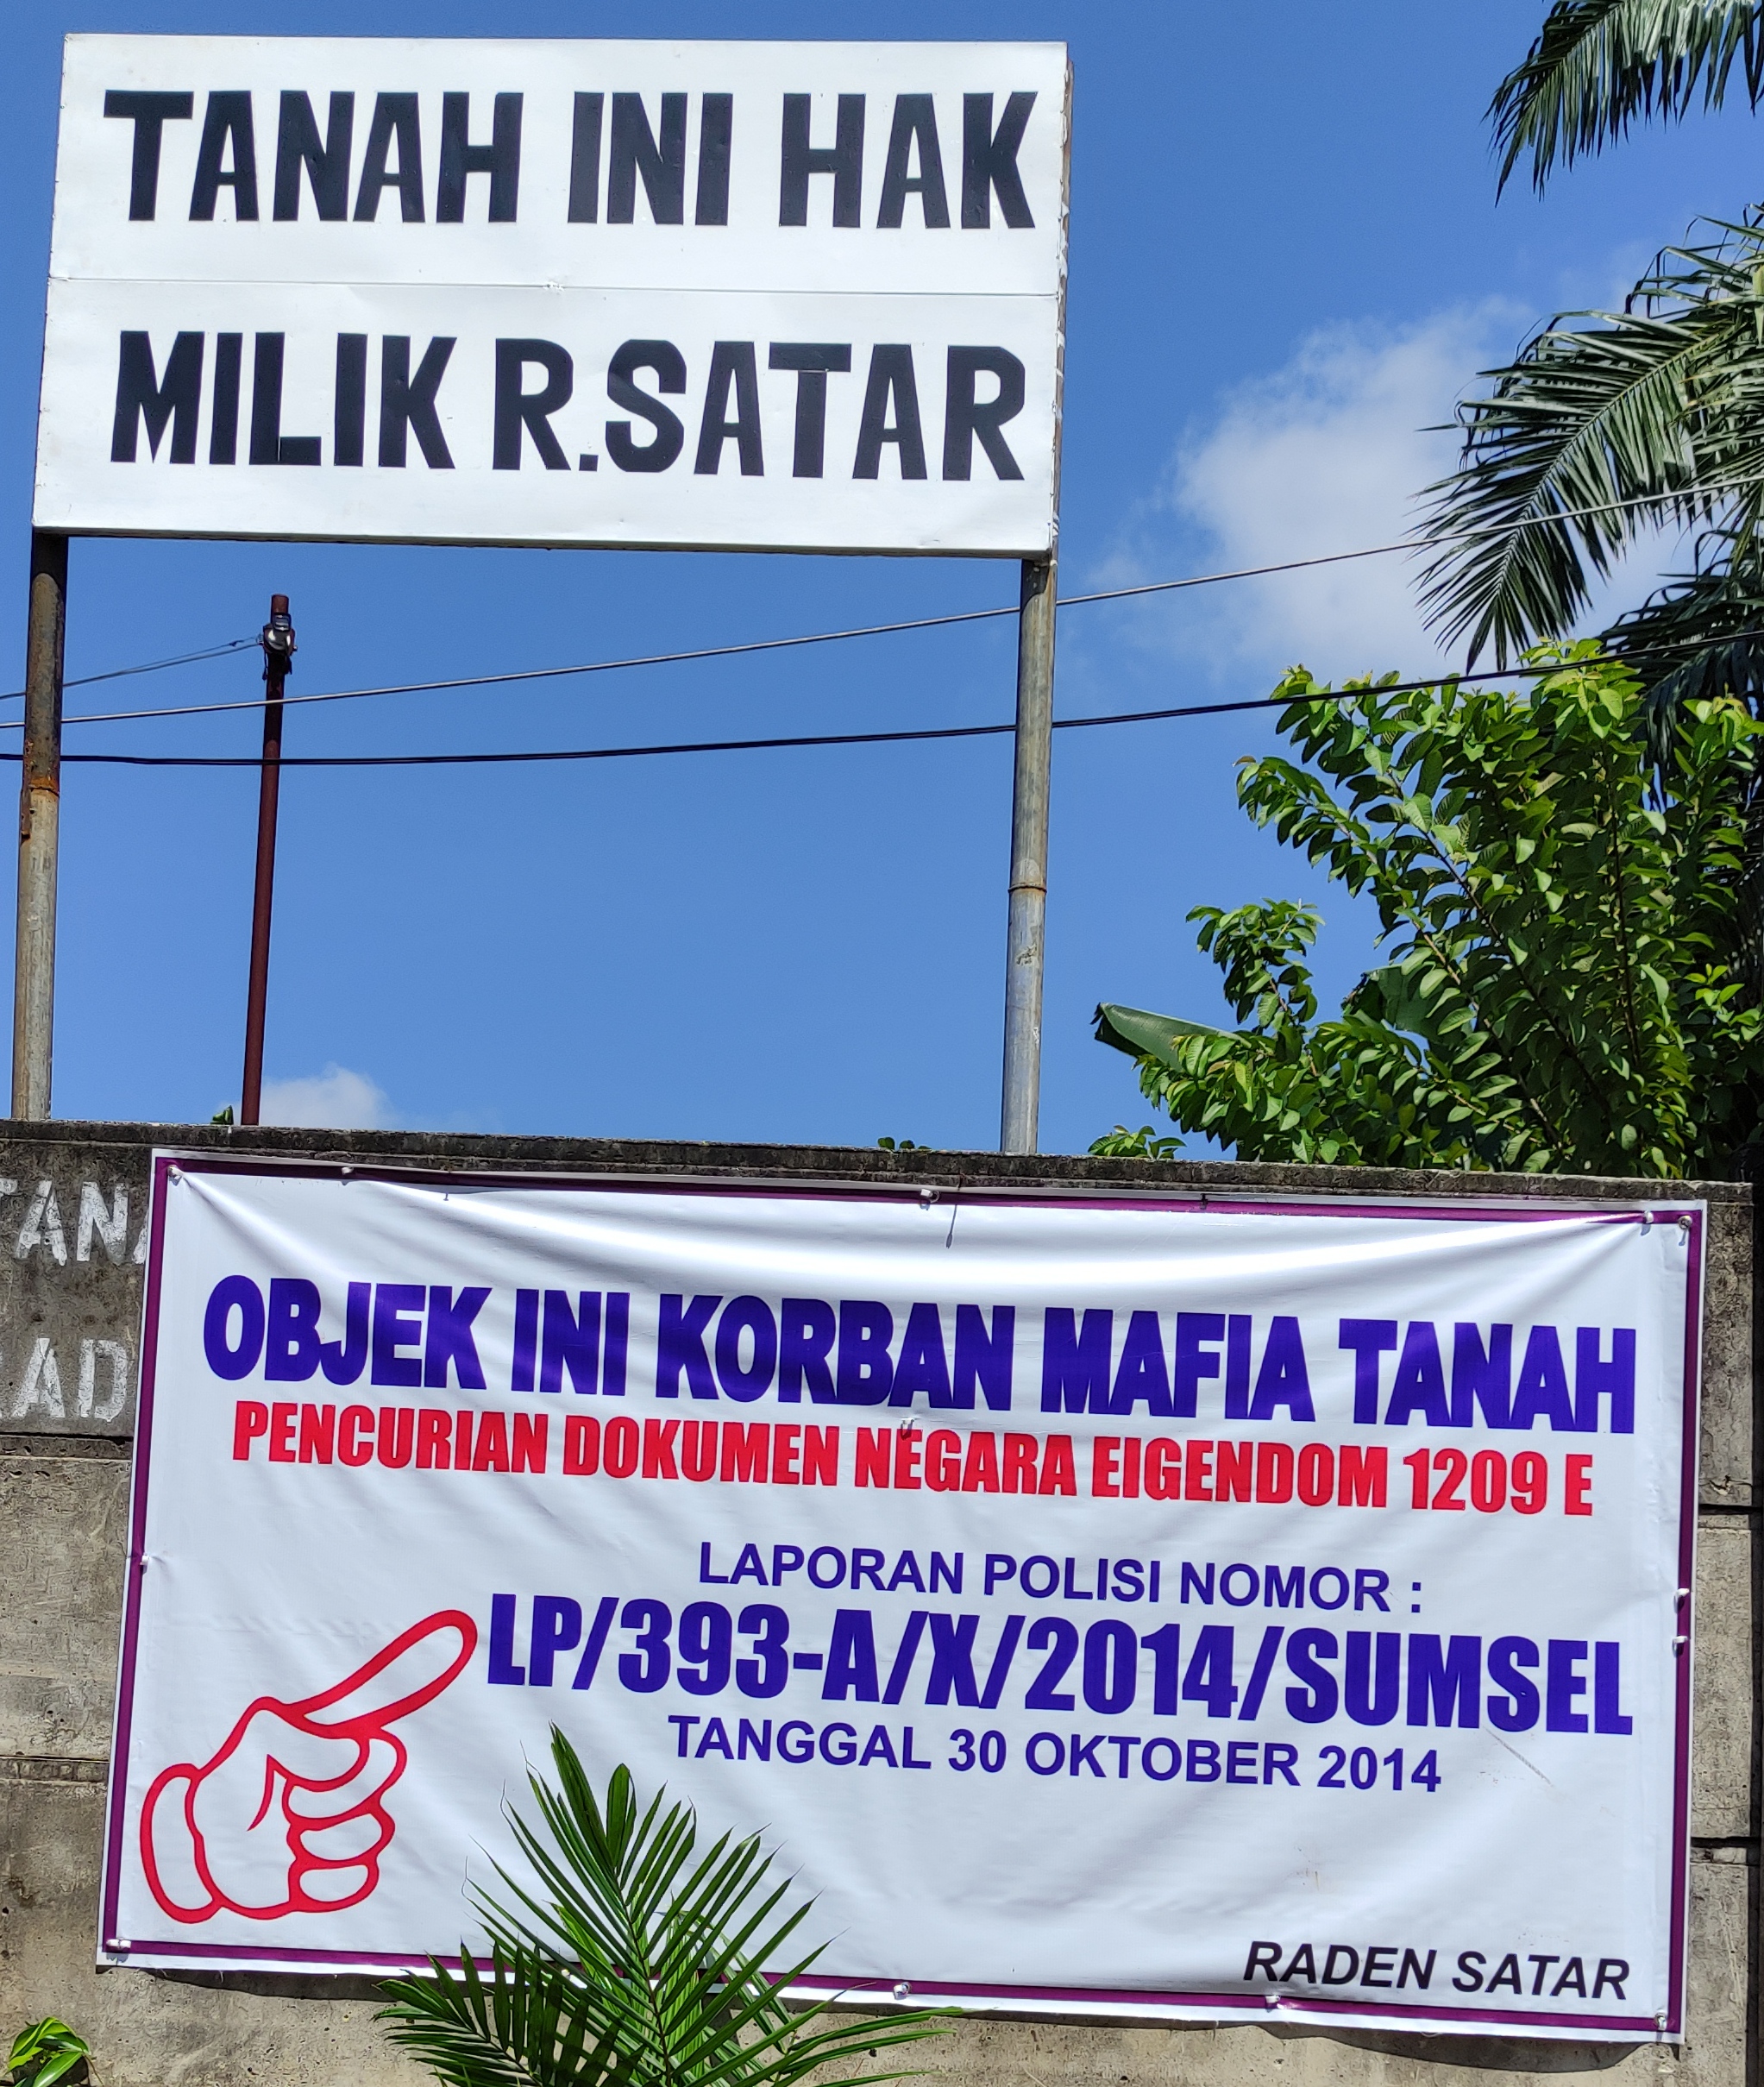 TANAH INI HAK
MILIK R.SATAR
OBJEK INI KORBAN MAFIA TANAH
PENCURIAN DOKUMEN NEGARA EIGENDOM 1209 E
LAPORAN POLISI NOMOR :
LP/393-A/X/2014/SUMSEL
TANGGAL 30 OKTOBER 2014
RADEN SATAR